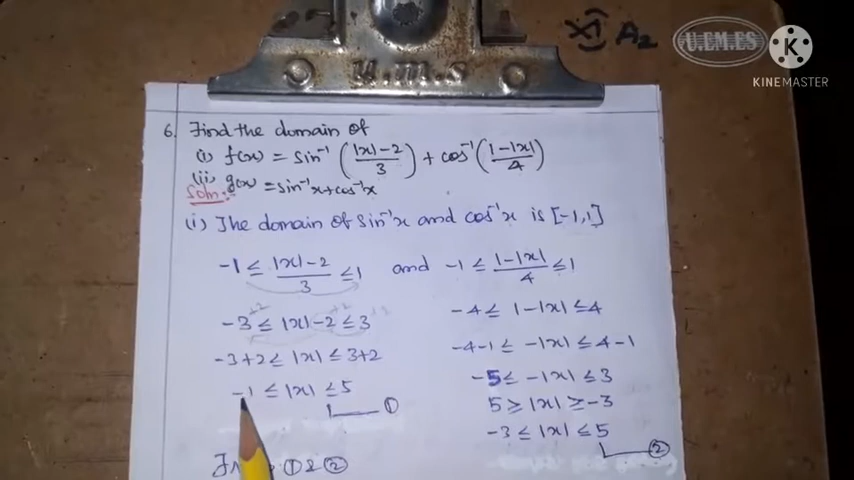 XI A2
U.EM.ES
K
KINEMASTER
U.M.S
6. Find the domain of
(i) f(x) = sin⁻¹ (|x|-2/3) + cos⁻¹ (1-|x|/4)
(ii) g(x) = sin⁻¹x + cos⁻¹x
Soln:-
(i) The domain of sin⁻¹x and cos⁻¹x is [-1,1]
-1 ≤ |x|-2/3 ≤ 1 and -1 ≤ 1-|x|/4 ≤ 1
-3 ≤ |x|-2 ≤ 3 -4 ≤ 1-|x| ≤ 4
-3+2 ≤ |x| ≤ 3+2 -4-1 ≤ -|x| ≤ 4-1
-1 ≤ |x| ≤ 5 -5 ≤ -|x| ≤ 3
① 5 ≥ |x| ≥ -3
-3 ≤ |x| ≤ 5
②
① & ②